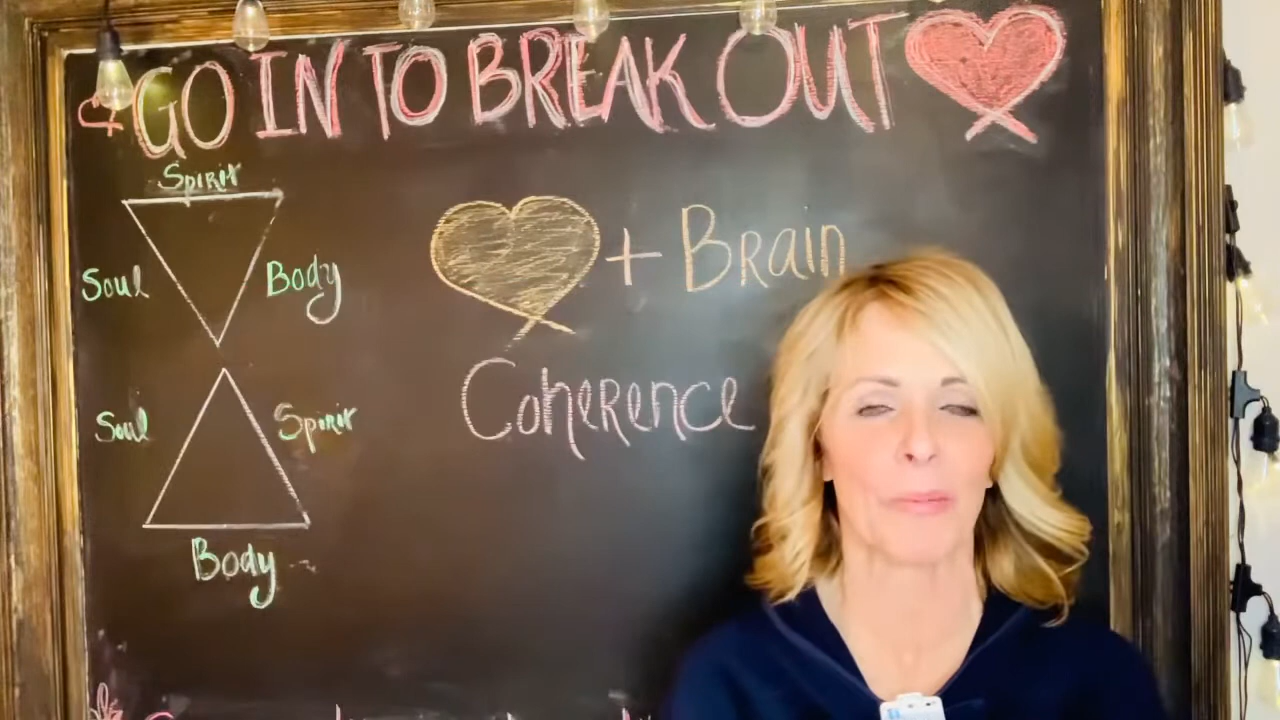 GO IN TO BREAK OUT
Spirit
Soul Body
+ Brain
Coherence
Soul Spirit
Body